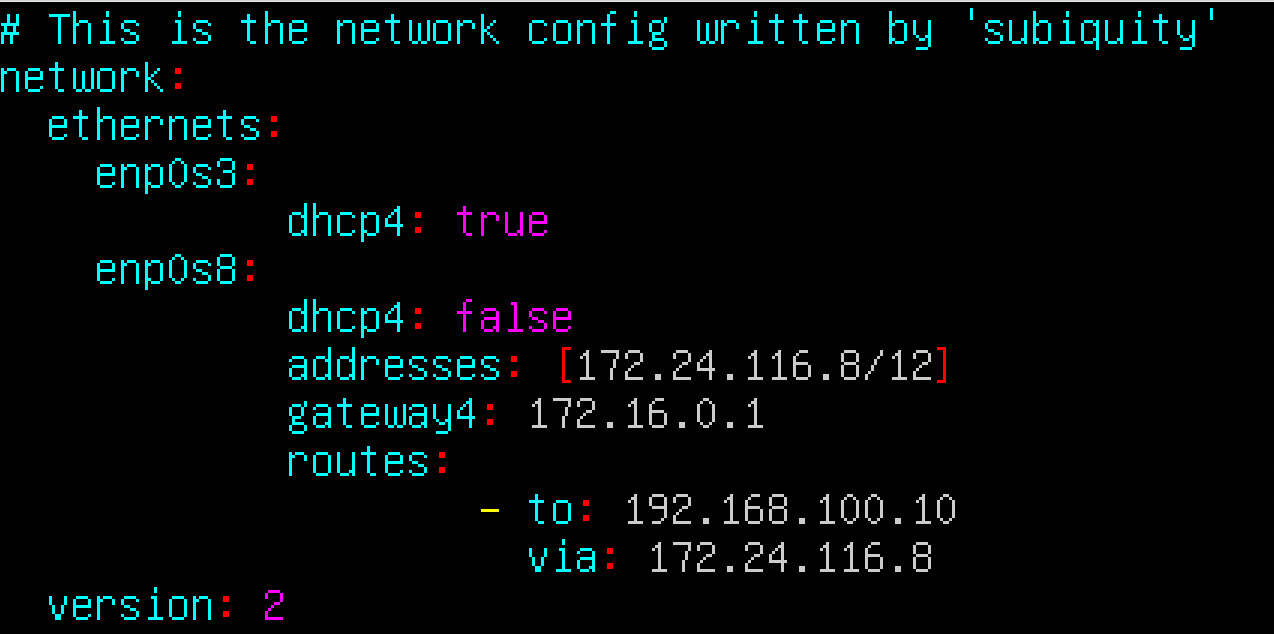 # This is the network config written by 'subiquity'
network:
  ethernets:
    enp0s3:
            dhcp4: true
    enp0s8:
            dhcp4: false
            addresses: [172.24.116.8/12]
            gateway4: 172.16.0.1
            routes:
                    - to: 192.168.100.10
                      via: 172.24.116.8
  version: 2